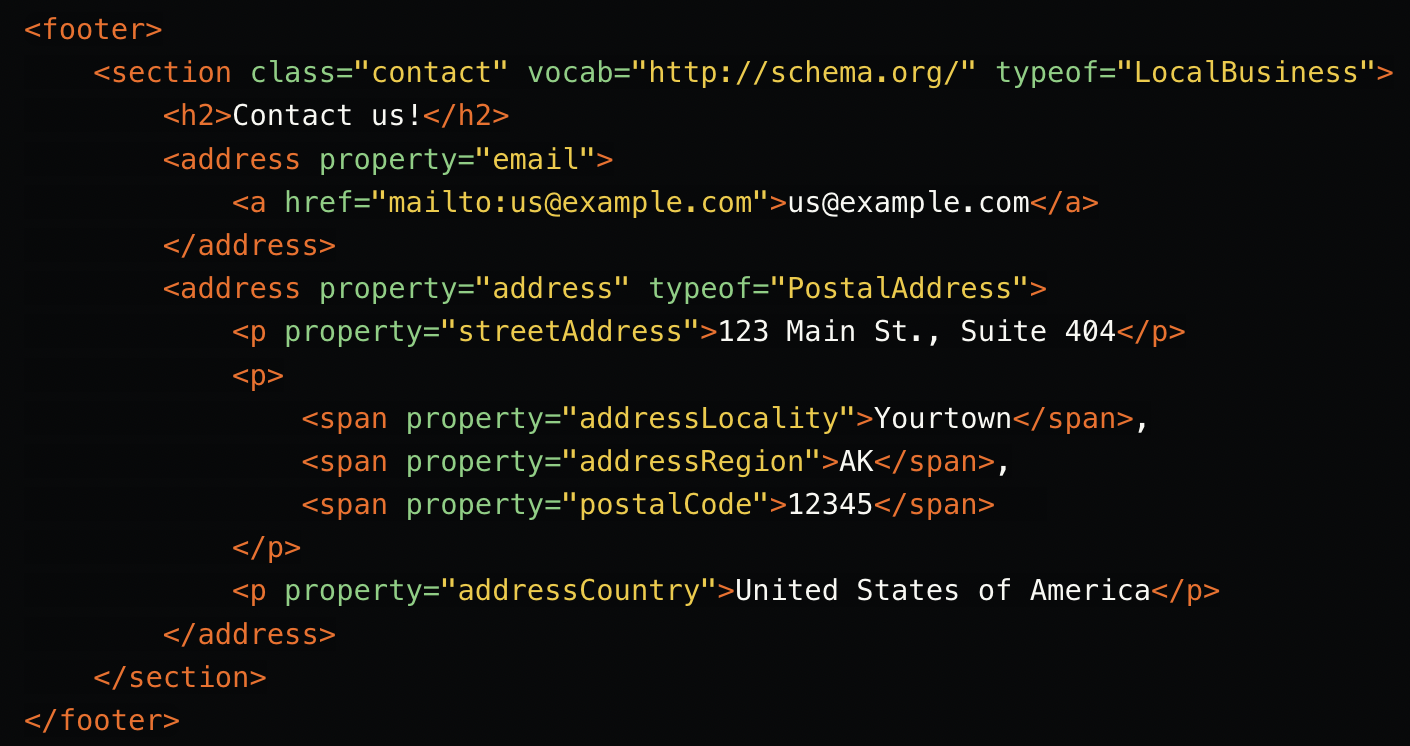 <footer>
    <section class="contact" vocab="http://schema.org/" typeof="LocalBusiness">
        <h2>Contact us!</h2>
        <address property="email">
            <a href="mailto:us@example.com">us@example.com</a>
        </address>
        <address property="address" typeof="PostalAddress">
            <p property="streetAddress">123 Main St., Suite 404</p>
            <p>
                <span property="addressLocality">Yourtown</span>,
                <span property="addressRegion">AK</span>,
                <span property="postalCode">12345</span>
            </p>
            <p property="addressCountry">United States of America</p>
        </address>
    </section>
</footer>